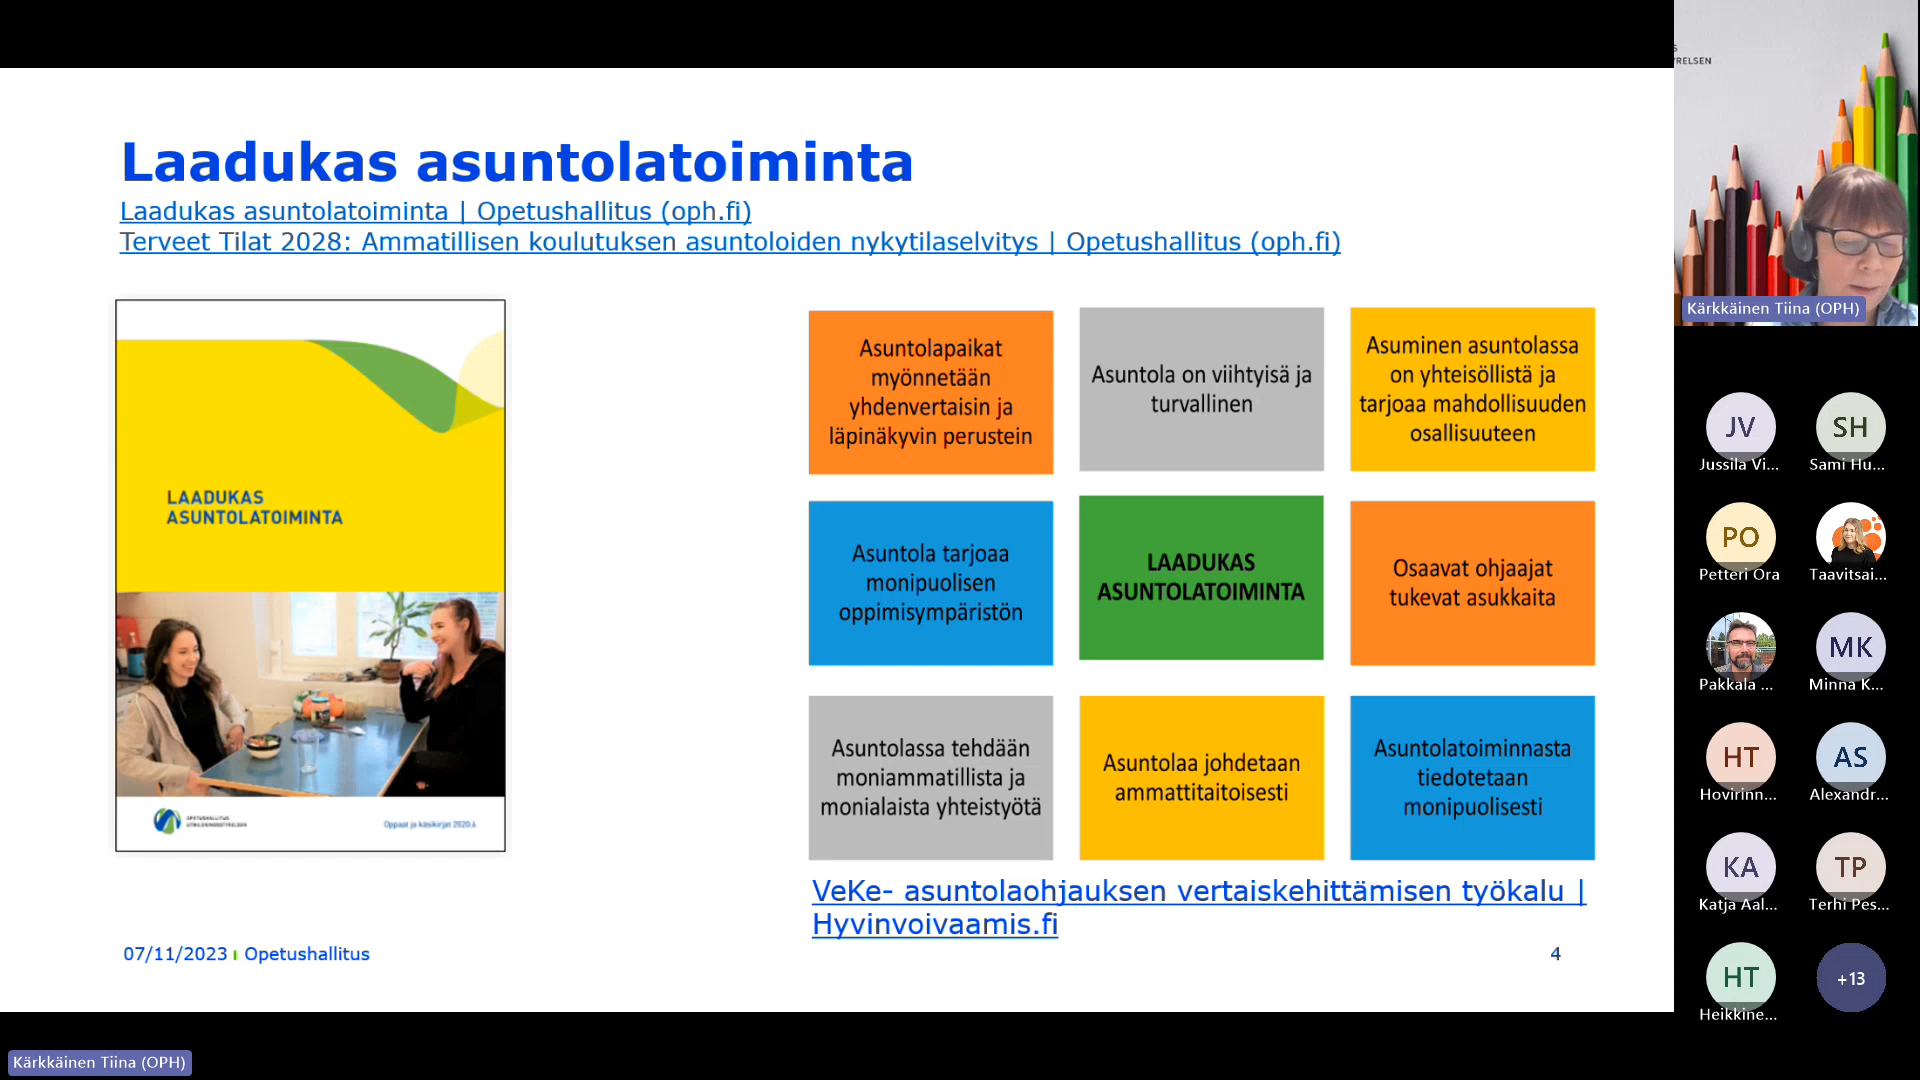 Laadukas asuntolatoiminta
Laadukas asuntolatoiminta | Opetushallitus (oph.fi)
Terveet Tilat 2028: Ammatillisen koulutuksen asuntoloiden nykytilaselvitys | Opetushallitus (oph.fi)
LAADUKAS
ASUNTOLATOIMINTA
OPETUSHALLITUS
UTBILDNINGSSTYRELSEN
Oppaat ja käsikirjat 2020:6
Asuntolapaikat
myönnetään
yhdenvertaisin ja
läpinäkyvin perustein
Asuntola on viihtyisä ja
turvallinen
Asuminen asuntolassa
on yhteisöllistä ja
tarjoaa mahdollisuuden
osallisuuteen
Asuntola tarjoaa
monipuolisen
oppimisympäristön
LAADUKAS
ASUNTOLATOIMINTA
Osaavat ohjaajat
tukevat asukkaita
Asuntolassa tehdään
moniammatillista ja
monialaista yhteistyötä
Asuntolaa johdetaan
ammattitaitoisesti
Asuntolatoiminnasta
tiedotetaan
monipuolisesti
VeKe- asuntolaohjauksen vertaiskehittämisen työkalu |
Hyvinvoivaamis.fi
07/11/2023 Opetushallitus
4
S
YRELSEN
Kärkkäinen Tiina (OPH)
JV
Jussila Vi...
SH
Sami Hu...
PO
Petteri Ora
Taavitsai...
Pakkala ...
MK
Minna K...
HT
Hovirinn...
AS
Alexandr...
KA
Katja Aal...
TP
Terhi Pes...
HT
Heikkine...
+13
Kärkkäinen Tiina (OPH)